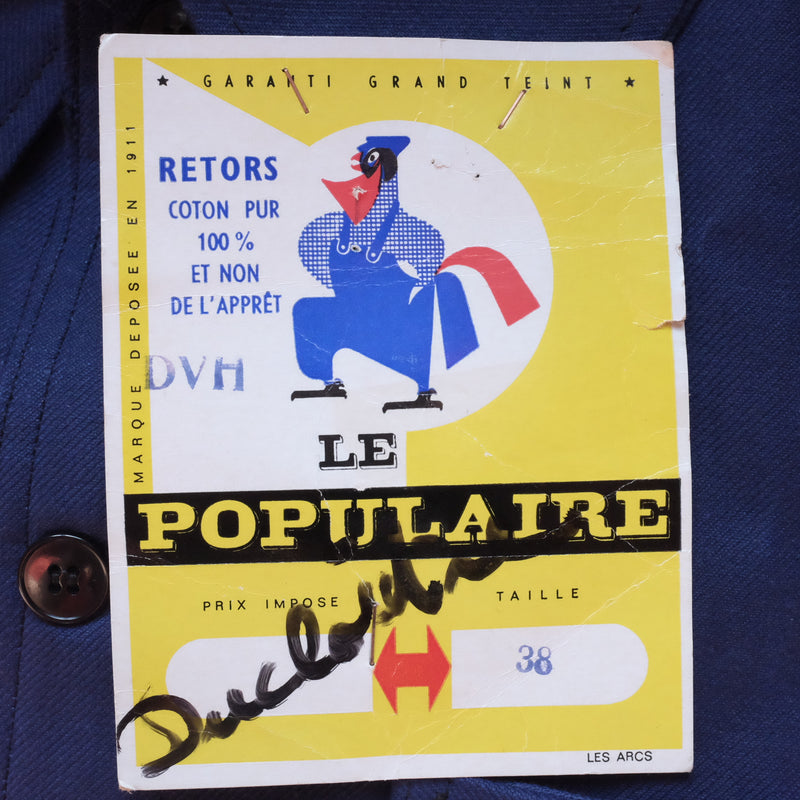 ★ GARANTI GRAND TEINT ★
MARQUE DEPOSEE EN 1911
RETORS
COTON PUR
100 %
ET NON
DE L'APPRÊT
DVH
LE
POPULAIRE
PRIX IMPOSE
TAILLE
38
LES ARCS